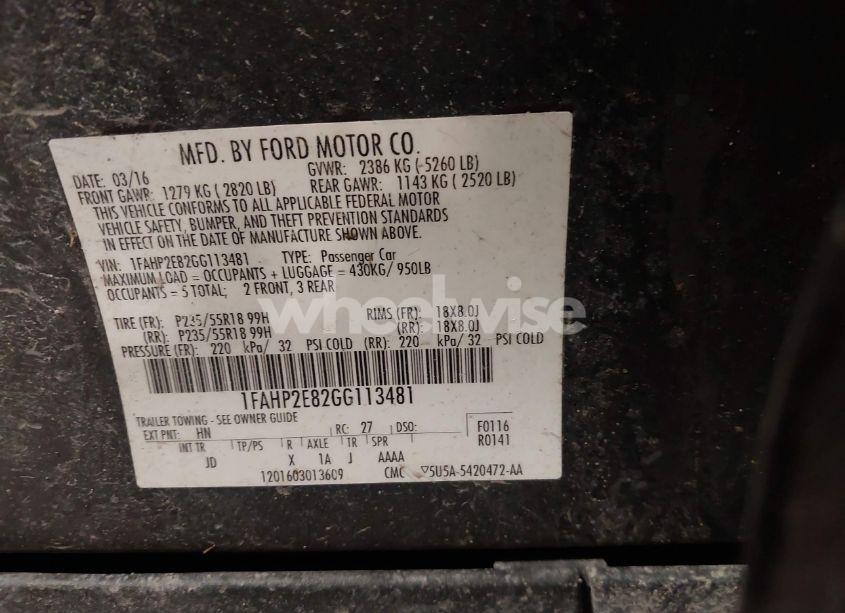 MFD. BY FORD MOTOR CO.
DATE: 03/16 GVWR: 2386 KG (-5260 LB)
FRONT GAWR: 1279 KG ( 2820 LB) REAR GAWR: 1143 KG ( 2520 LB)
THIS VEHICLE CONFORMS TO ALL APPLICABLE FEDERAL MOTOR
VEHICLE SAFETY, BUMPER, AND THEFT PREVENTION STANDARDS
IN EFFECT ON THE DATE OF MANUFACTURE SHOWN ABOVE.
VIN: 1FAHP2E82GG113481 TYPE: Passenger Car
MAXIMUM LOAD = OCCUPANTS + LUGGAGE = 430KG/ 950LB
OCCUPANTS = 5 TOTAL; 2 FRONT, 3 REAR
wheelwise
TIRE (FR): P235/55R18 99H RIMS (FR): 18X8.0J
(RR): P235/55R18 99H (RR): 18X8.0J
PRESSURE (FR): 220 kPa/ 32 PSI COLD (RR): 220 kPa/ 32 PSI COLD
1FAHP2E82GG113481
TRAILER TOWING - SEE OWNER GUIDE
EXT PNT: HN RC: 27 DSO: F0116
R0141
INT TR TP/PS R AXLE TR SPR
JD X 1A J AAAA
1201603013609 CMC 5U5A-5420472-AA